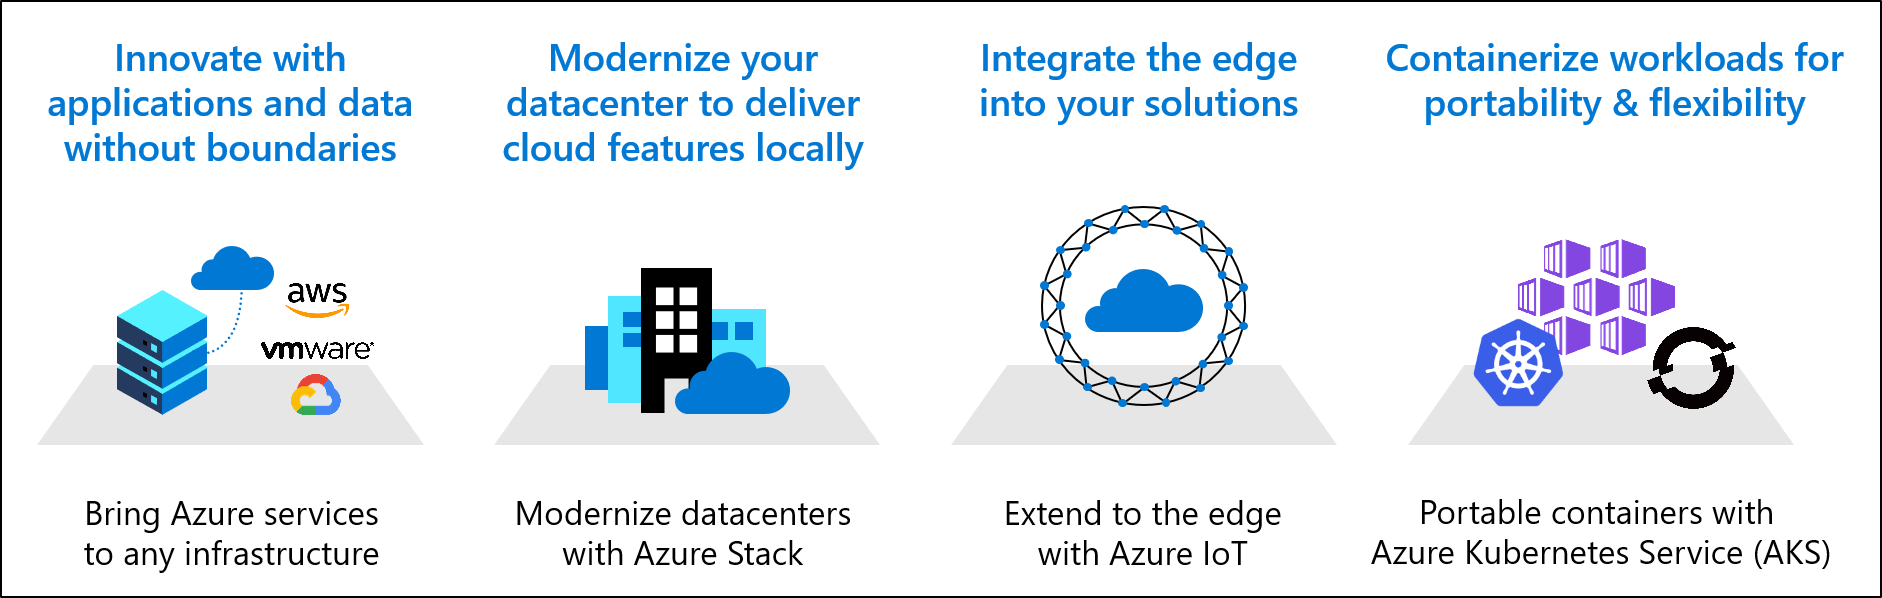 Innovate with
applications and data
without boundaries
Modernize your
datacenter to deliver
cloud features locally
Integrate the edge
into your solutions
Containerize workloads for
portability & flexibility
aws
vmware
Bring Azure services
to any infrastructure
Modernize datacenters
with Azure Stack
Extend to the edge
with Azure IoT
Portable containers with
Azure Kubernetes Service (AKS)